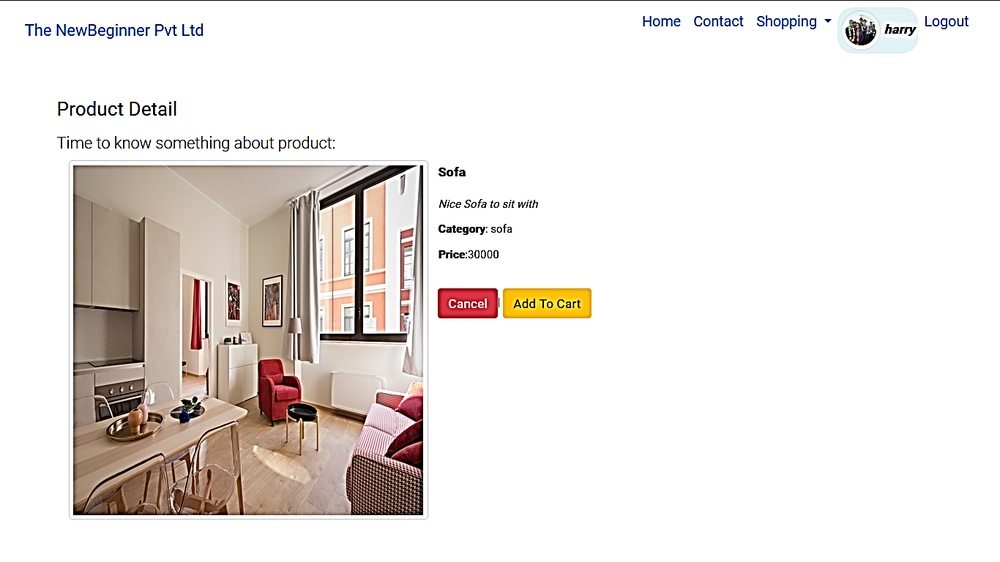 The NewBeginner Pvt Ltd
Home Contact Shopping harry Logout
Product Detail
Time to know something about product:
Sofa
Nice Sofa to sit with
Category: sofa
Price:30000
Cancel | Add To Cart